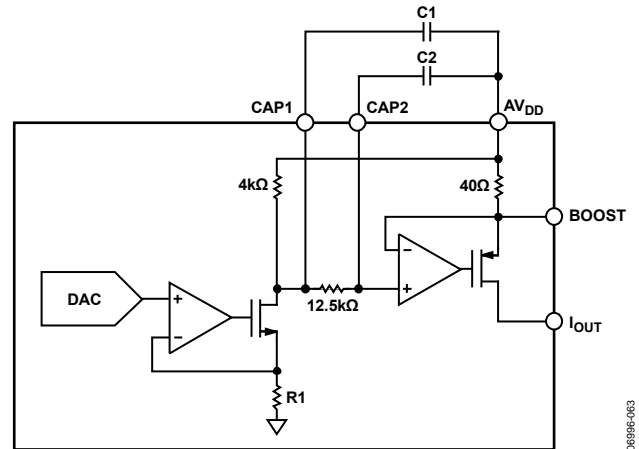 C1
C2
CAP1 CAP2 AVDD
4kΩ 40Ω
BOOST
DAC + − − +
12.5kΩ
IOUT
R1
06996-063